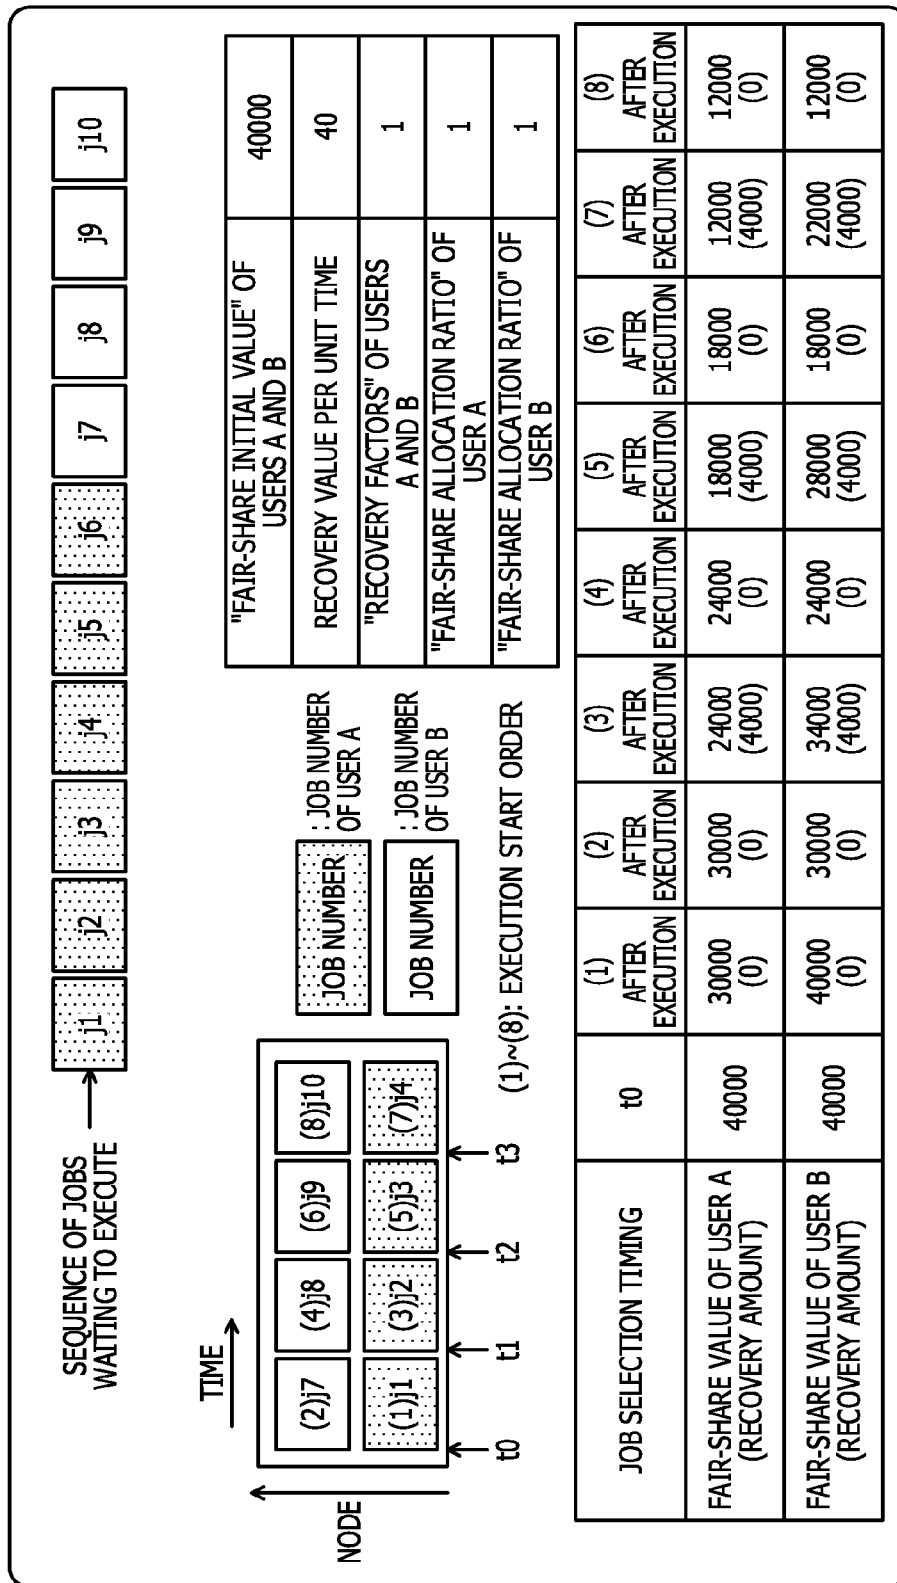 SEQUENCE OF JOBS
WAITING TO EXECUTE
j1 j2 j3 j4 j5 j6 j7 j8 j9 j10
TIME
NODE
(2)j7 (4)j8 (6)j9 (8)j10
(1)j1 (3)j2 (5)j3 (7)j4
t0 t1 t2 t3
JOB NUMBER : JOB NUMBER
OF USER A
JOB NUMBER : JOB NUMBER
OF USER B
(1)~(8): EXECUTION START ORDER
"FAIR-SHARE INITIAL VALUE" OF
USERS A AND B
40000
RECOVERY VALUE PER UNIT TIME 40
"RECOVERY FACTORS" OF USERS
A AND B
1
"FAIR-SHARE ALLOCATION RATIO" OF
USER A
1
"FAIR-SHARE ALLOCATION RATIO" OF
USER B
1
JOB SELECTION TIMING
t0
(1) (2) (3) (4) (5) (6) (7) (8)
AFTER AFTER AFTER AFTER AFTER AFTER AFTER AFTER
EXECUTION EXECUTION EXECUTION EXECUTION EXECUTION EXECUTION EXECUTION EXECUTION
FAIR-SHARE VALUE OF USER A
(RECOVERY AMOUNT)
40000
30000 30000 24000 24000 18000 18000 12000 12000
(0) (0) (4000) (0) (4000) (0) (4000) (0)
FAIR-SHARE VALUE OF USER B
(RECOVERY AMOUNT)
40000
40000 30000 34000 24000 28000 18000 22000 12000
(0) (0) (4000) (0) (4000) (0) (4000) (0)